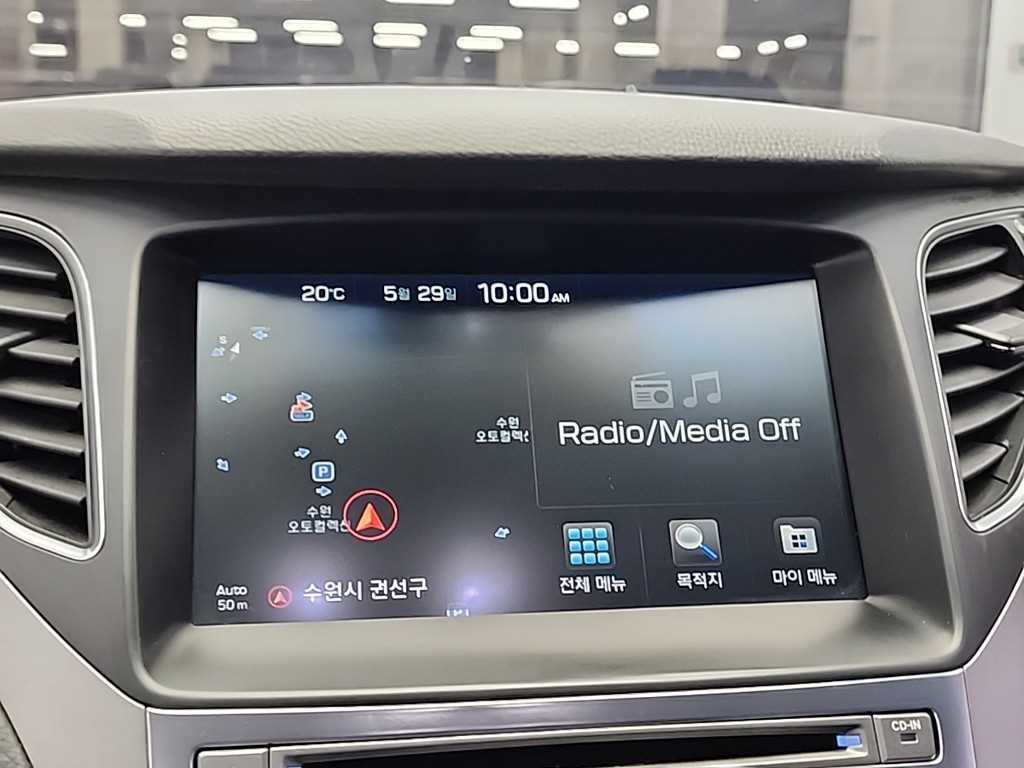 20°C 5월 29일 10:00 AM
S
수원
오토컬렉
Radio/Media Off
P
수원
오토컬렉션
전체 메뉴
목적지
마이 메뉴
Auto
50 m
수원시 권선구
CD-IN